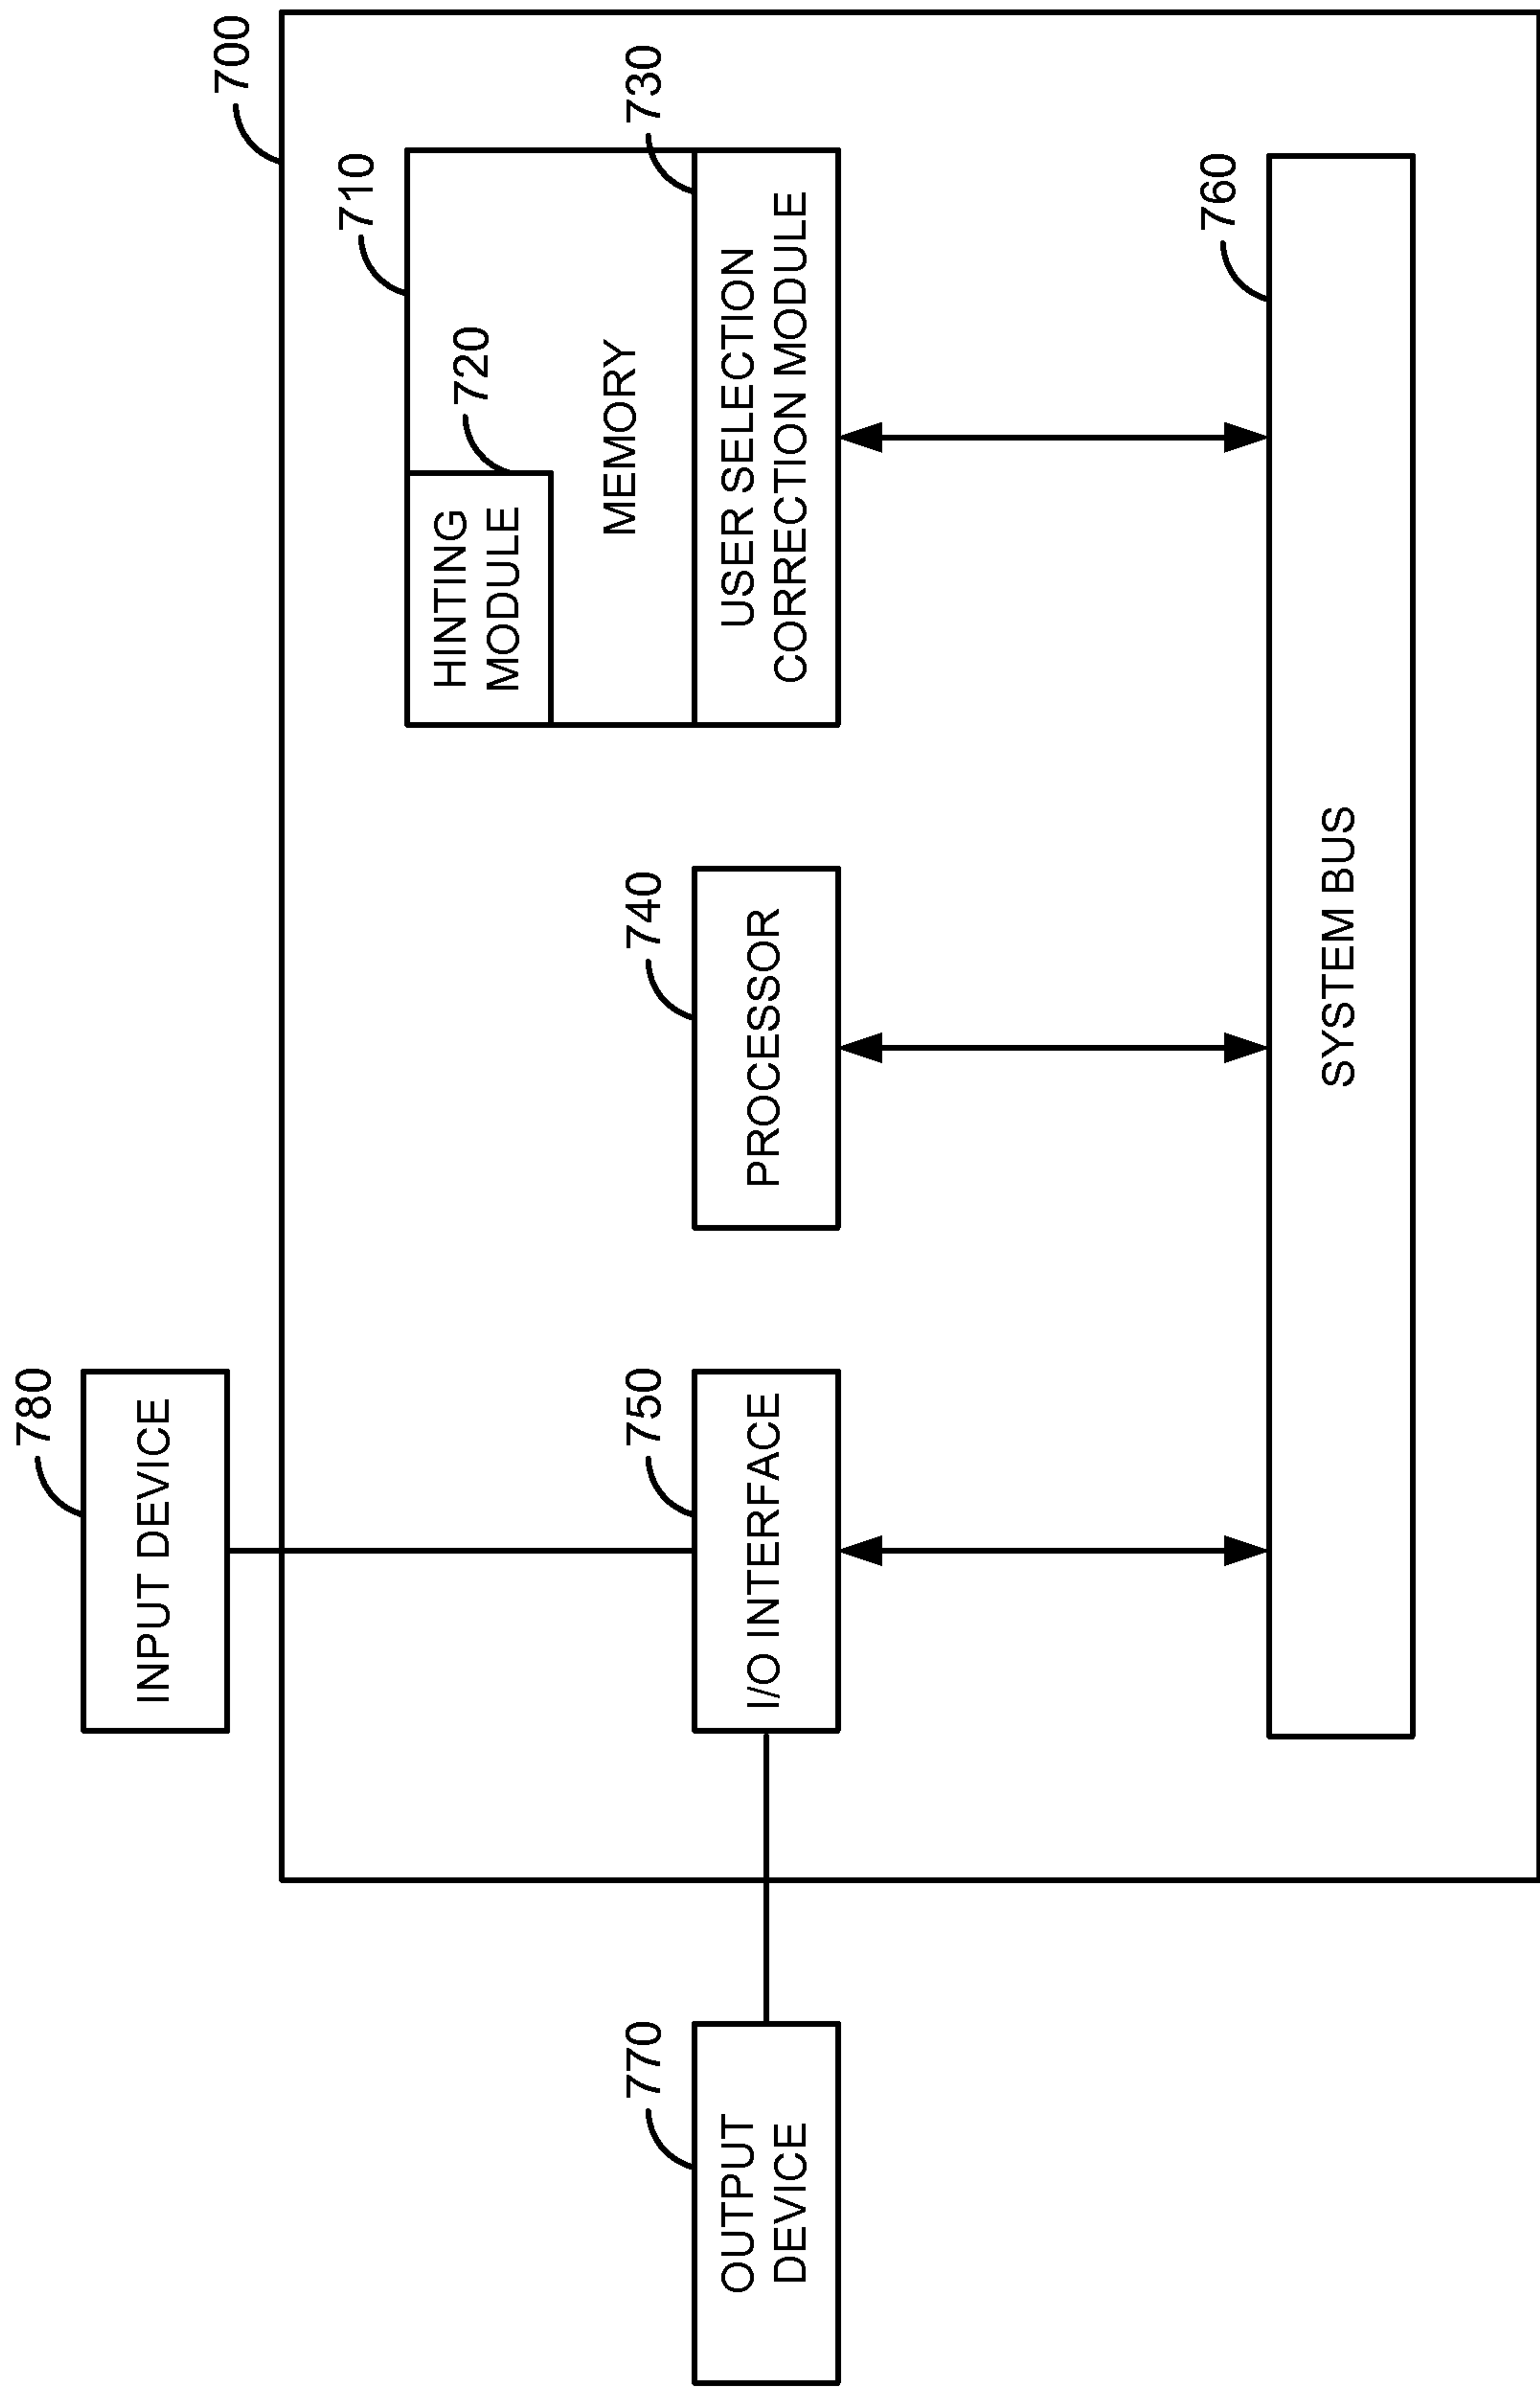 700
780
INPUT DEVICE
710
720
HINTING
MODULE
MEMORY
770
OUTPUT
DEVICE
750
I/O INTERFACE
740
PROCESSOR
730
USER SELECTION
CORRECTION MODULE
760
SYSTEM BUS